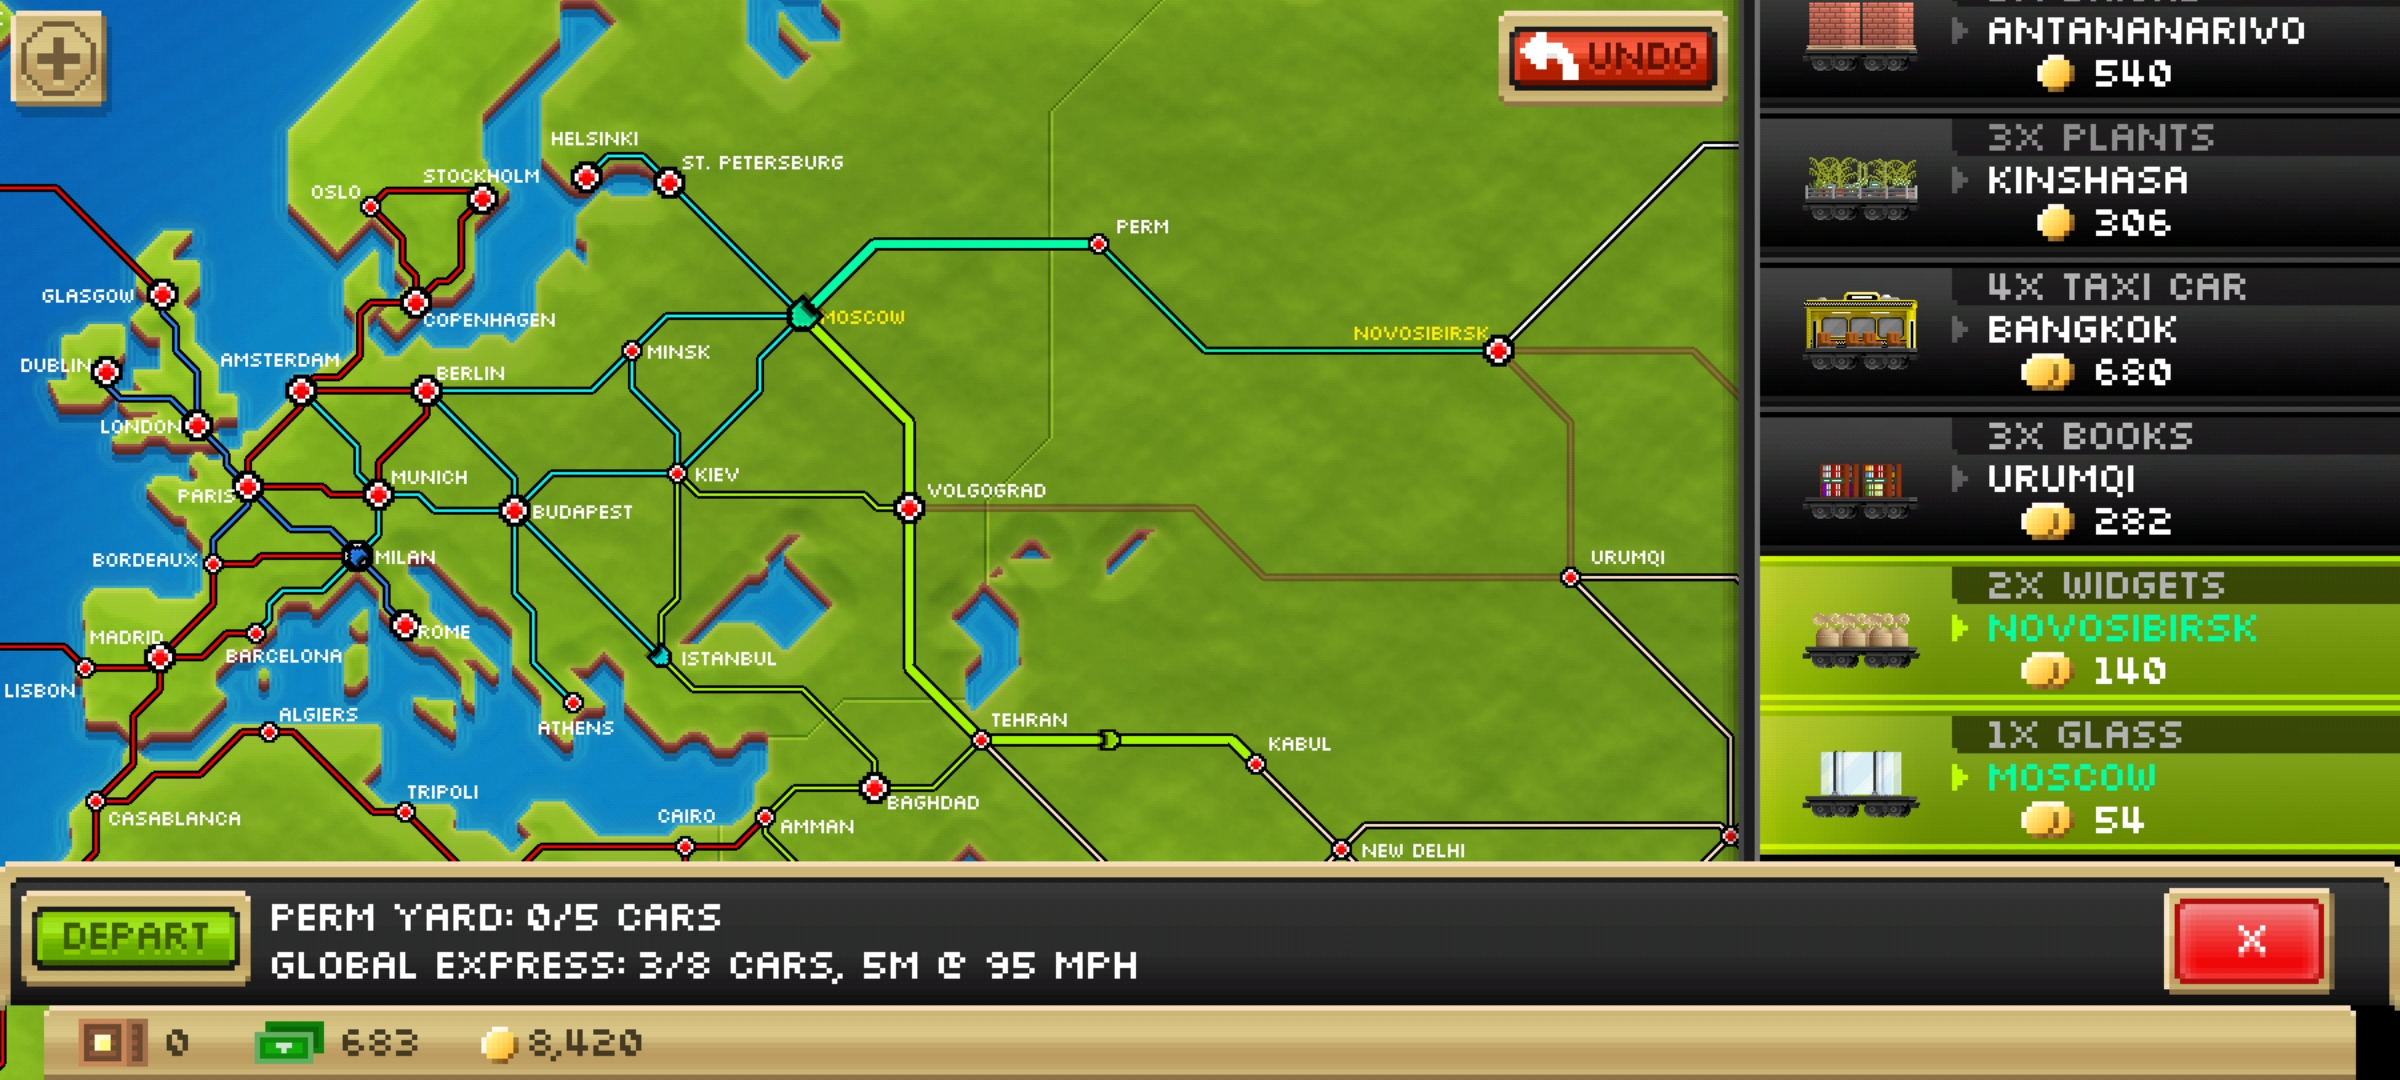 UNDO
HELSINKI
ST. PETERSBURG
STOCKHOLM
OSLO
PERM
GLASGOW
COPENHAGEN
MOSCOW
NOVOSIBIRSK
MINSK
DUBLIN
AMSTERDAM
BERLIN
LONDON
MUNICH
KIEV
PARIS
VOLGOGRAD
BUDAPEST
BORDEAUX
MILAN
URUMQI
ROME
MADRID
BARCELONA
ISTANBUL
LISBON
ALGIERS
ATHENS
TEHRAN
KABUL
TRIPOLI
BAGHDAD
CASABLANCA
CAIRO
AMMAN
NEW DELHI
ANTANANARIVO
540
3X PLANTS
KINSHASA
306
4X TAXI CAR
BANGKOK
680
3X BOOKS
URUMQI
282
2X WIDGETS
NOVOSIBIRSK
140
1X GLASS
MOSCOW
54
DEPART
PERM YARD: 0/5 CARS
GLOBAL EXPRESS: 3/8 CARS, 5M @ 95 MPH
X
0
683
8,420